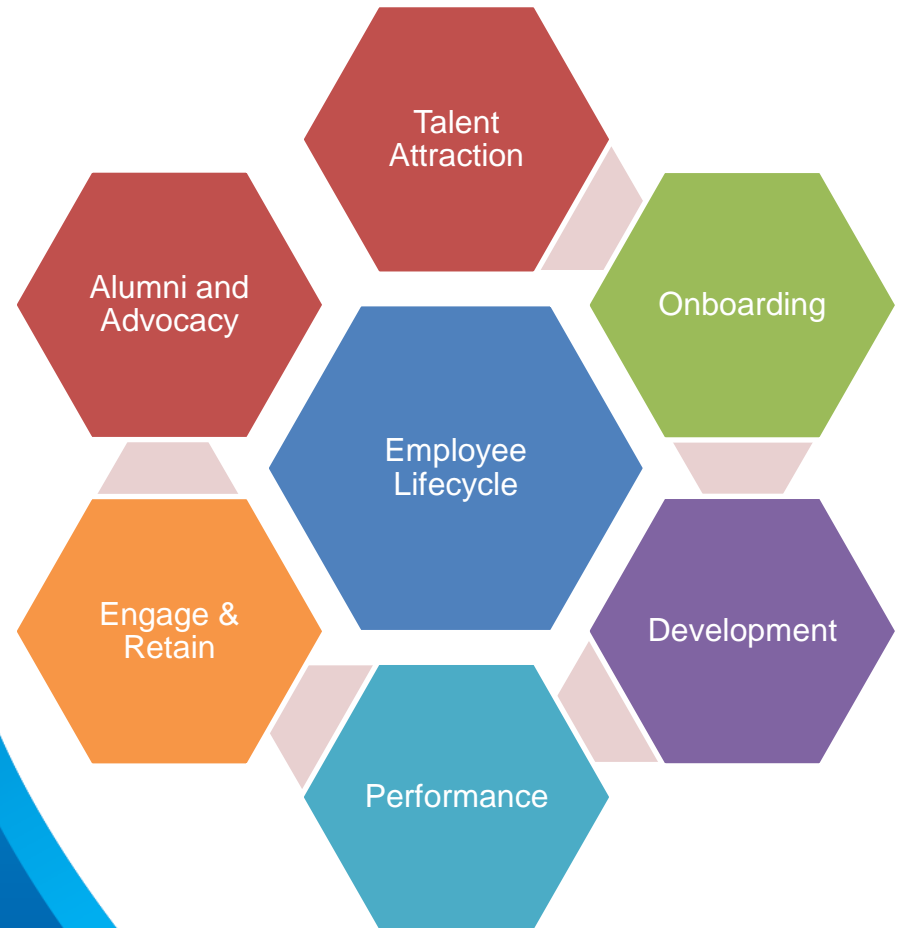 Talent
Attraction
Onboarding
Development
Performance
Engage &
Retain
Alumni and
Advocacy
Employee
Lifecycle